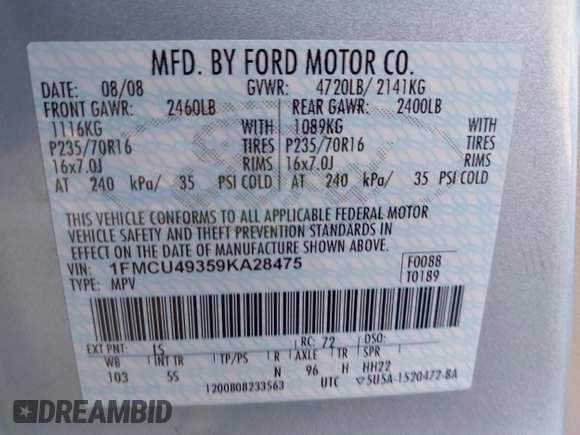 MFD. BY FORD MOTOR CO.
DATE: 08/08 GVWR: 4720LB/ 2141KG
FRONT GAWR: 2460LB REAR GAWR: 2400LB
1116KG WITH 1089KG WITH
P235/70R16 TIRES P235/70R16 TIRES
16x7.0J RIMS 16x7.0J RIMS
AT 240 kPa/ 35 PSI COLD AT 240 kPa/ 35 PSI COLD
THIS VEHICLE CONFORMS TO ALL APPLICABLE FEDERAL MOTOR
VEHICLE SAFETY AND THEFT PREVENTION STANDARDS IN
EFFECT ON THE DATE OF MANUFACTURE SHOWN ABOVE.
VIN: 1FMCU49359KA28475 F0088
TYPE: MPV T0189
EXT PNT: LS RC: 72 DSO:
WB INT TR TP/PS R AXLE TR SPR
103 5S N 96 H HH22
1200808233563 UTC ▽5U5A-1520472-BA
DREAMBID